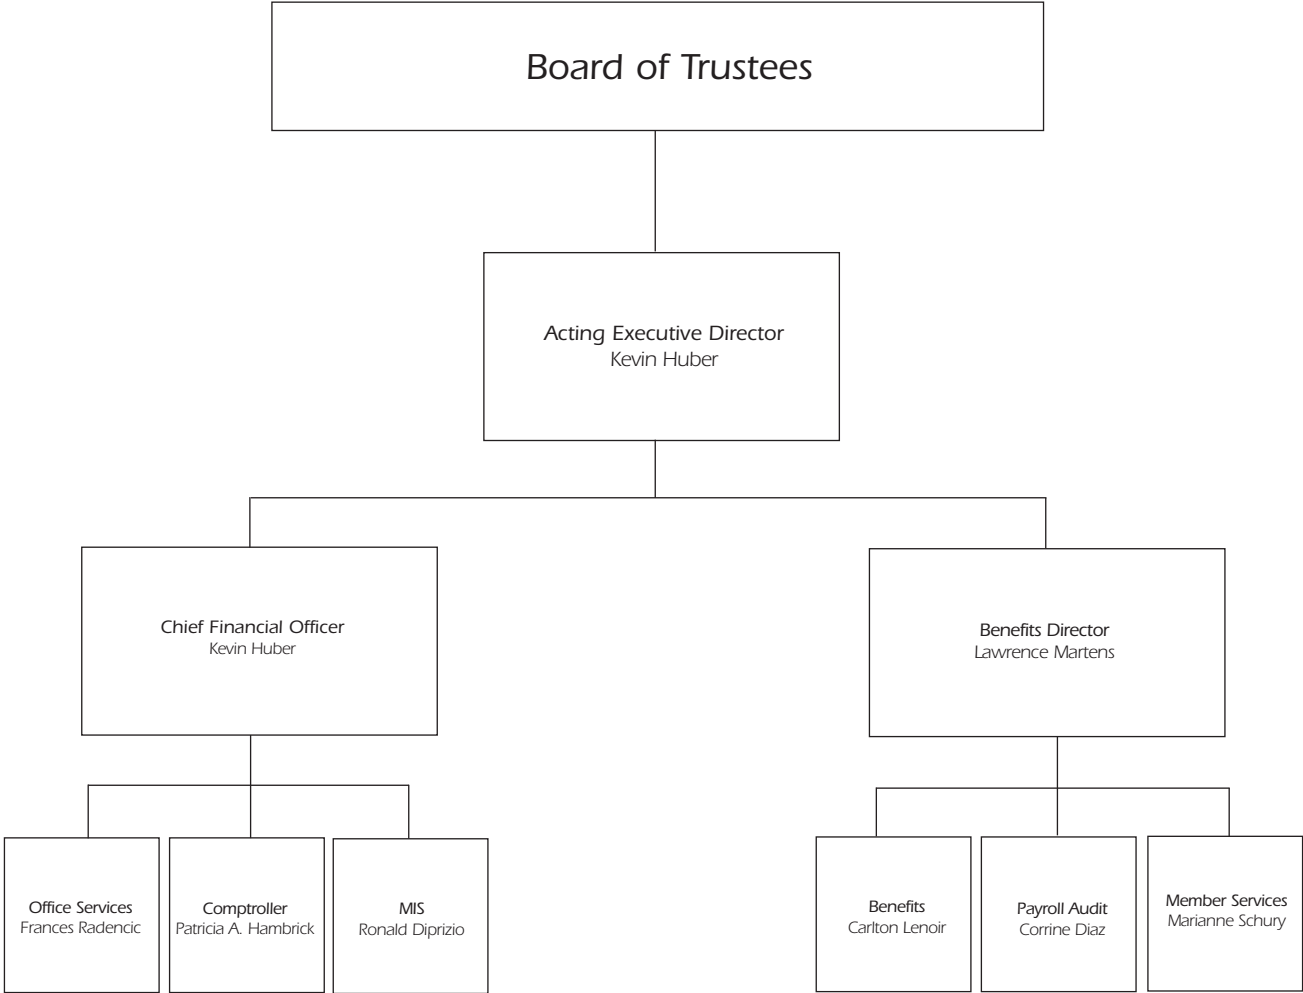 Board of Trustees
Acting Executive Director
Kevin Huber
Chief Financial Officer
Kevin Huber
Benefits Director
Lawrence Martens
Office Services
Frances Radencic
Comptroller
Patricia A. Hambrick
MIS
Ronald Diprizio
Benefits
Carlton Lenoir
Payroll Audit
Corrine Diaz
Member Services
Marianne Schury